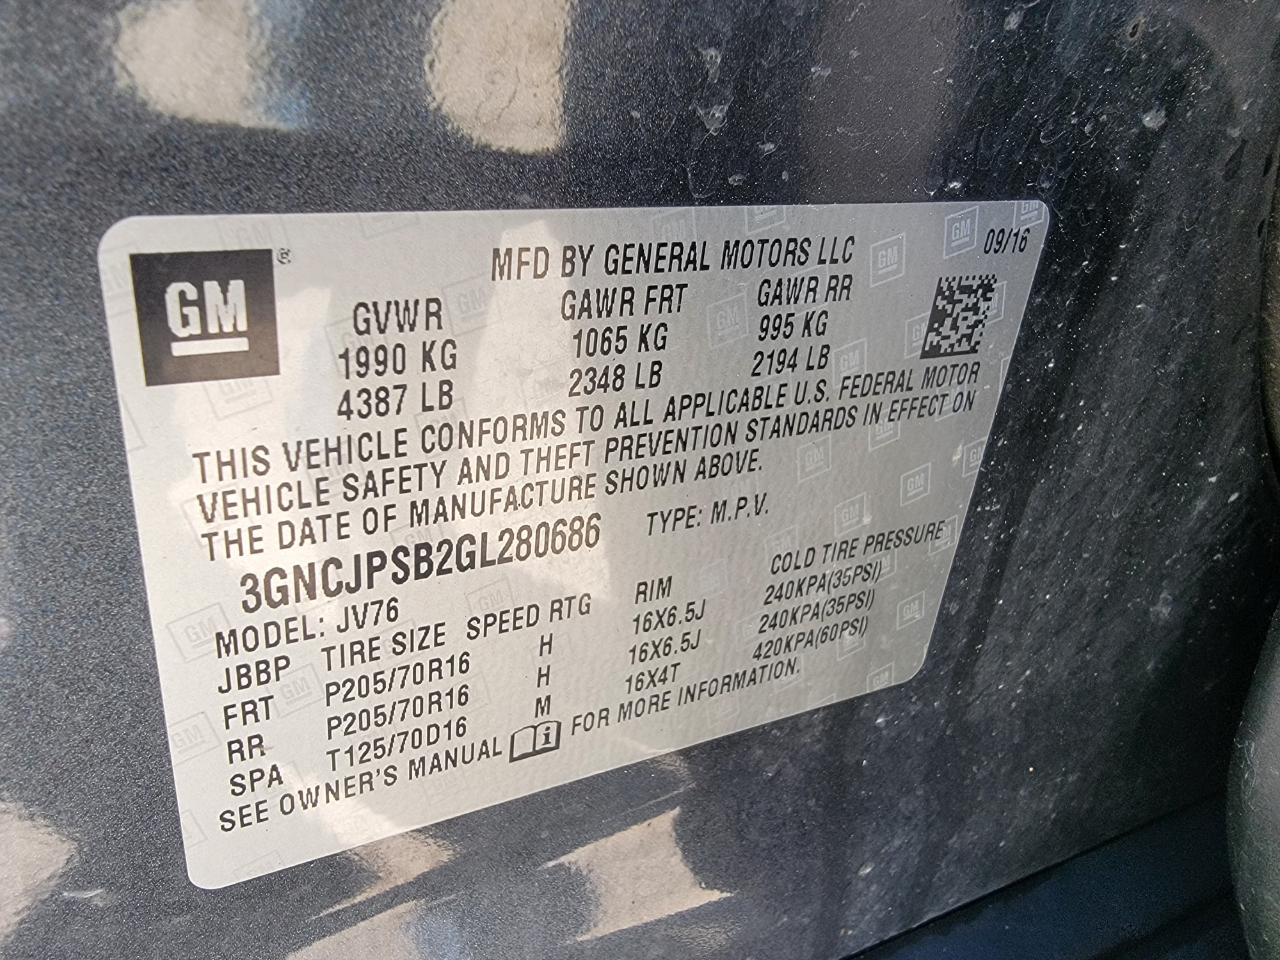 GM ®
MFD BY GENERAL MOTORS LLC 09/16
GVWR GAWR FRT GAWR RR
1990 KG 1065 KG 995 KG
4387 LB 2348 LB 2194 LB
THIS VEHICLE CONFORMS TO ALL APPLICABLE U.S. FEDERAL MOTOR
VEHICLE SAFETY AND THEFT PREVENTION STANDARDS IN EFFECT ON
THE DATE OF MANUFACTURE SHOWN ABOVE.
3GNCJPSB2GL280686 TYPE: M.P.V.
MODEL: JV76
JBBP TIRE SIZE SPEED RTG RIM COLD TIRE PRESSURE
FRT P205/70R16 H 16X6.5J 240KPA(35PSI)
RR P205/70R16 H 16X6.5J 240KPA(35PSI)
SPA T125/70D16 M 16X4T 420KPA(60PSI)
SEE OWNER'S MANUAL i FOR MORE INFORMATION.